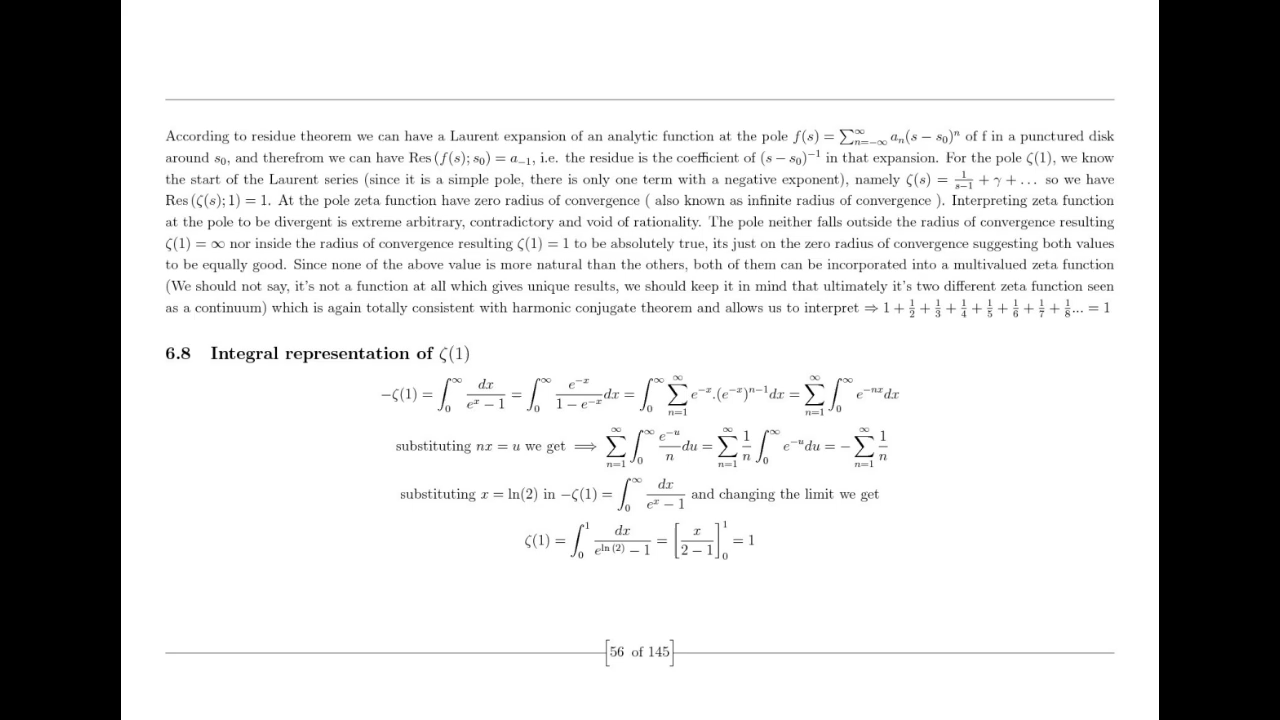 According to residue theorem we can have a Laurent expansion of an analytic function at the pole f(s) = ∑_{n=−∞}^{∞} a_n(s − s_0)^n of f in a punctured disk
around s_0, and therefrom we can have Res (f(s); s_0) = a_{−1}, i.e. the residue is the coefficient of (s − s_0)^{−1} in that expansion. For the pole ζ(1), we know
the start of the Laurent series (since it is a simple pole, there is only one term with a negative exponent), namely ζ(s) = 1/(s−1) + γ + . . . so we have
Res (ζ(s); 1) = 1. At the pole zeta function have zero radius of convergence ( also known as infinite radius of convergence ). Interpreting zeta function
at the pole to be divergent is extreme arbitrary, contradictory and void of rationality. The pole neither falls outside the radius of convergence resulting
ζ(1) = ∞ nor inside the radius of convergence resulting ζ(1) = 1 to be absolutely true, its just on the zero radius of convergence suggesting both values
to be equally good. Since none of the above value is more natural than the others, both of them can be incorporated into a multivalued zeta function
(We should not say, it's not a function at all which gives unique results, we should keep it in mind that ultimately it's two different zeta function seen
as a continuum) which is again totally consistent with harmonic conjugate theorem and allows us to interpret ⇒ 1 + 1/2 + 1/3 + 1/4 + 1/5 + 1/6 + 1/7 + 1/8... = 1
6.8 Integral representation of ζ(1)
−ζ(1) = ∫_0^∞ dx/(e^x − 1) = ∫_0^∞ e^{−x}/(1 − e^{−x}) dx = ∫_0^∞ ∑_{n=1}^∞ e^{−x}.(e^{−x})^{n−1} dx = ∑_{n=1}^∞ ∫_0^∞ e^{−nx} dx
substituting nx = u we get ⟹ ∑_{n=1}^∞ ∫_0^∞ e^{−u}/n du = ∑_{n=1}^∞ 1/n ∫_0^∞ e^{−u} du = − ∑_{n=1}^∞ 1/n
substituting x = ln(2) in −ζ(1) = ∫_0^∞ dx/(e^x − 1) and changing the limit we get
ζ(1) = ∫_0^1 dx/(e^{ln (2)} − 1) = [x/(2 − 1)]_0^1 = 1
[56 of 145]